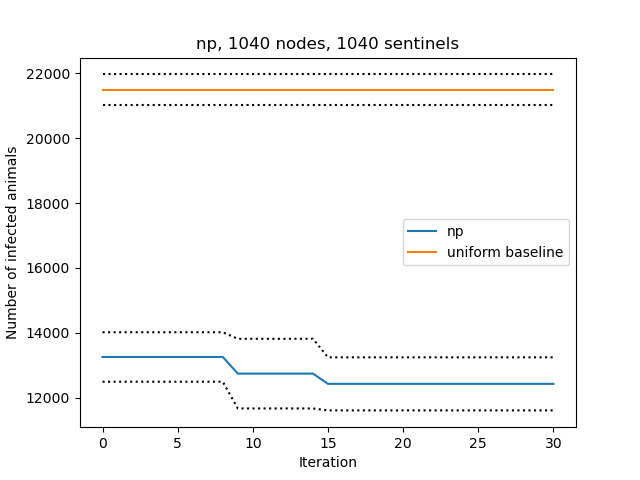 np, 1040 nodes, 1040 sentinels
Number of infected animals
22000
20000
18000
16000
14000
12000
np
uniform baseline
0 5 10 15 20 25 30
Iteration